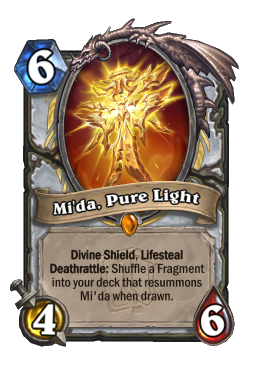 6
Mi'da, Pure Light
Divine Shield, Lifesteal
Deathrattle: Shuffle a Fragment
into your deck that resummons
Mi'da when drawn.
4
6